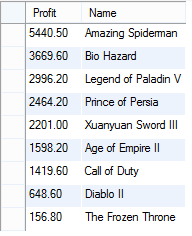 Profit Name
5440.50 Amazing Spideman
3669.60 Bio Hazard
2996.20 Legend of Paladin V
2464.20 Prince of Persia
2201.00 Xuanyuan Sword III
1598.20 Age of Empire II
1419.60 Call of Duty
648.60 Diablo II
156.80 The Frozen Throne